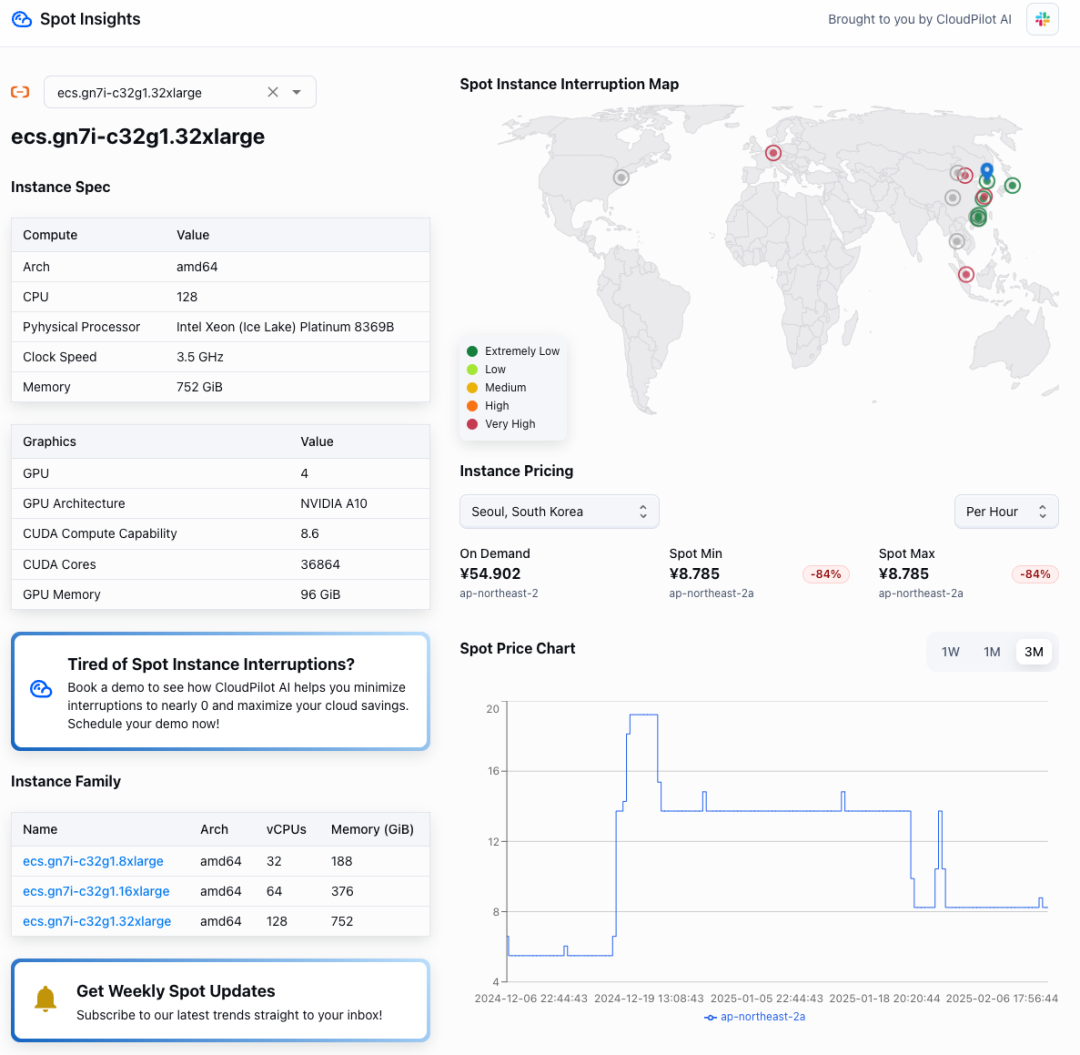 Spot Insights
Brought to you by CloudPilot AI
ecs.gn7i-c32g1.32xlarge
ecs.gn7i-c32g1.32xlarge
Instance Spec
Compute Value
Arch amd64
CPU 128
Pyhysical Processor Intel Xeon (Ice Lake) Platinum 8369B
Clock Speed 3.5 GHz
Memory 752 GiB
Graphics Value
GPU 4
GPU Architecture NVIDIA A10
CUDA Compute Capability 8.6
CUDA Cores 36864
GPU Memory 96 GiB
Tired of Spot Instance Interruptions?
Book a demo to see how CloudPilot AI helps you minimize
interruptions to nearly 0 and maximize your cloud savings.
Schedule your demo now!
Instance Family
Name Arch vCPUs Memory (GiB)
ecs.gn7i-c32g1.8xlarge amd64 32 188
ecs.gn7i-c32g1.16xlarge amd64 64 376
ecs.gn7i-c32g1.32xlarge amd64 128 752
Get Weekly Spot Updates
Subscribe to our latest trends straight to your inbox!
Spot Instance Interruption Map
Extremely Low
Low
Medium
High
Very High
Instance Pricing
Seoul, South Korea Per Hour
On Demand Spot Min Spot Max
¥54.902 ¥8.785 -84% ¥8.785 -84%
ap-northeast-2 ap-northeast-2a ap-northeast-2a
Spot Price Chart 1W 1M 3M
20
16
12
8
4
2024-12-06 22:44:43 2024-12-19 13:08:43 2025-01-05 22:44:43 2025-01-18 20:20:44 2025-02-06 17:56:44
ap-northeast-2a